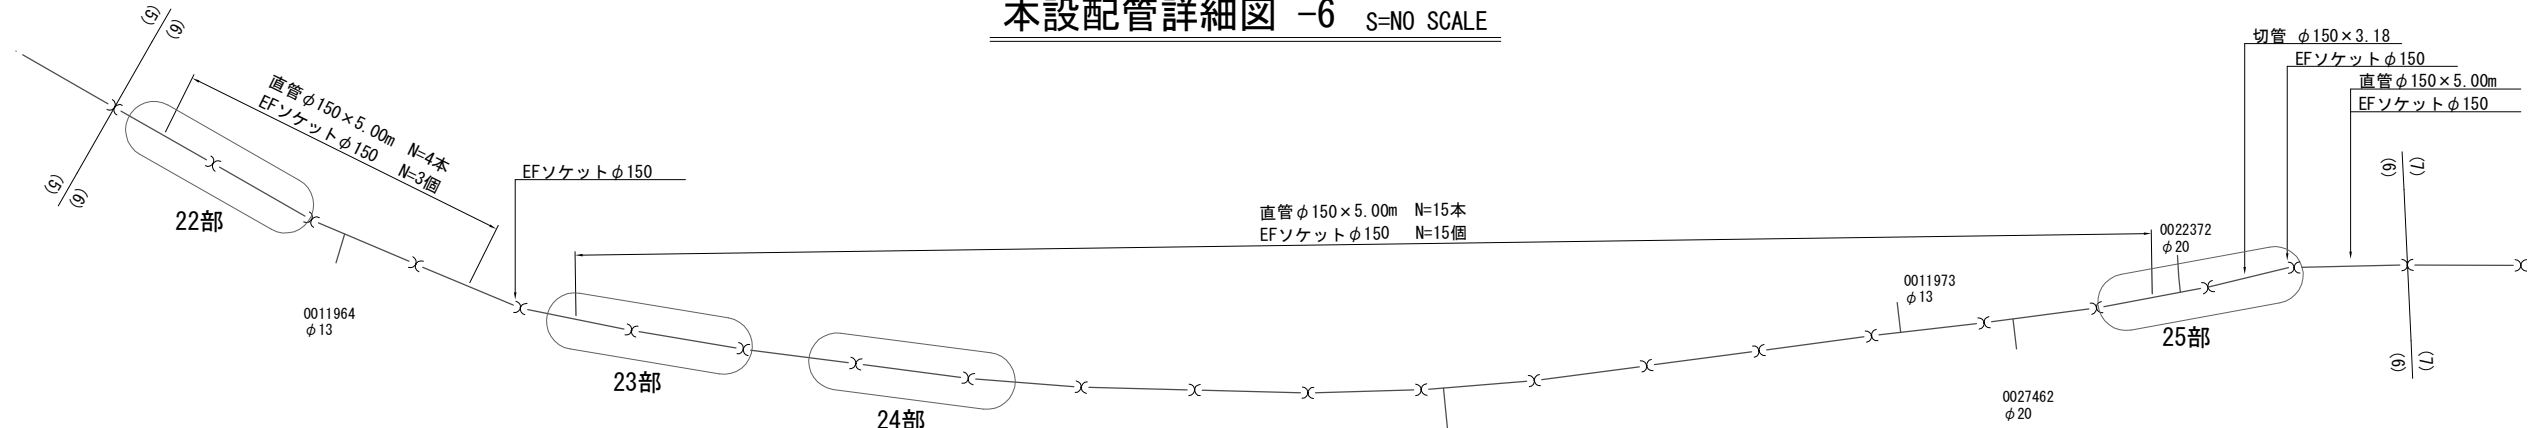 本設配管詳細図 -6 S=NO SCALE
(5)
(6)
(5)
(6)
直管φ150×5.00m N=4本
EFソケットφ150 N=3個
22部
0011964
φ13
EFソケットφ150
23部
24部
直管φ150×5.00m N=15本
EFソケットφ150 N=15個
0011973
φ13
0027462
φ20
0022372
φ20
25部
切管 φ150×3.18
EFソケットφ150
直管φ150×5.00m
EFソケットφ150
(6)
(7)
(6)
(7)